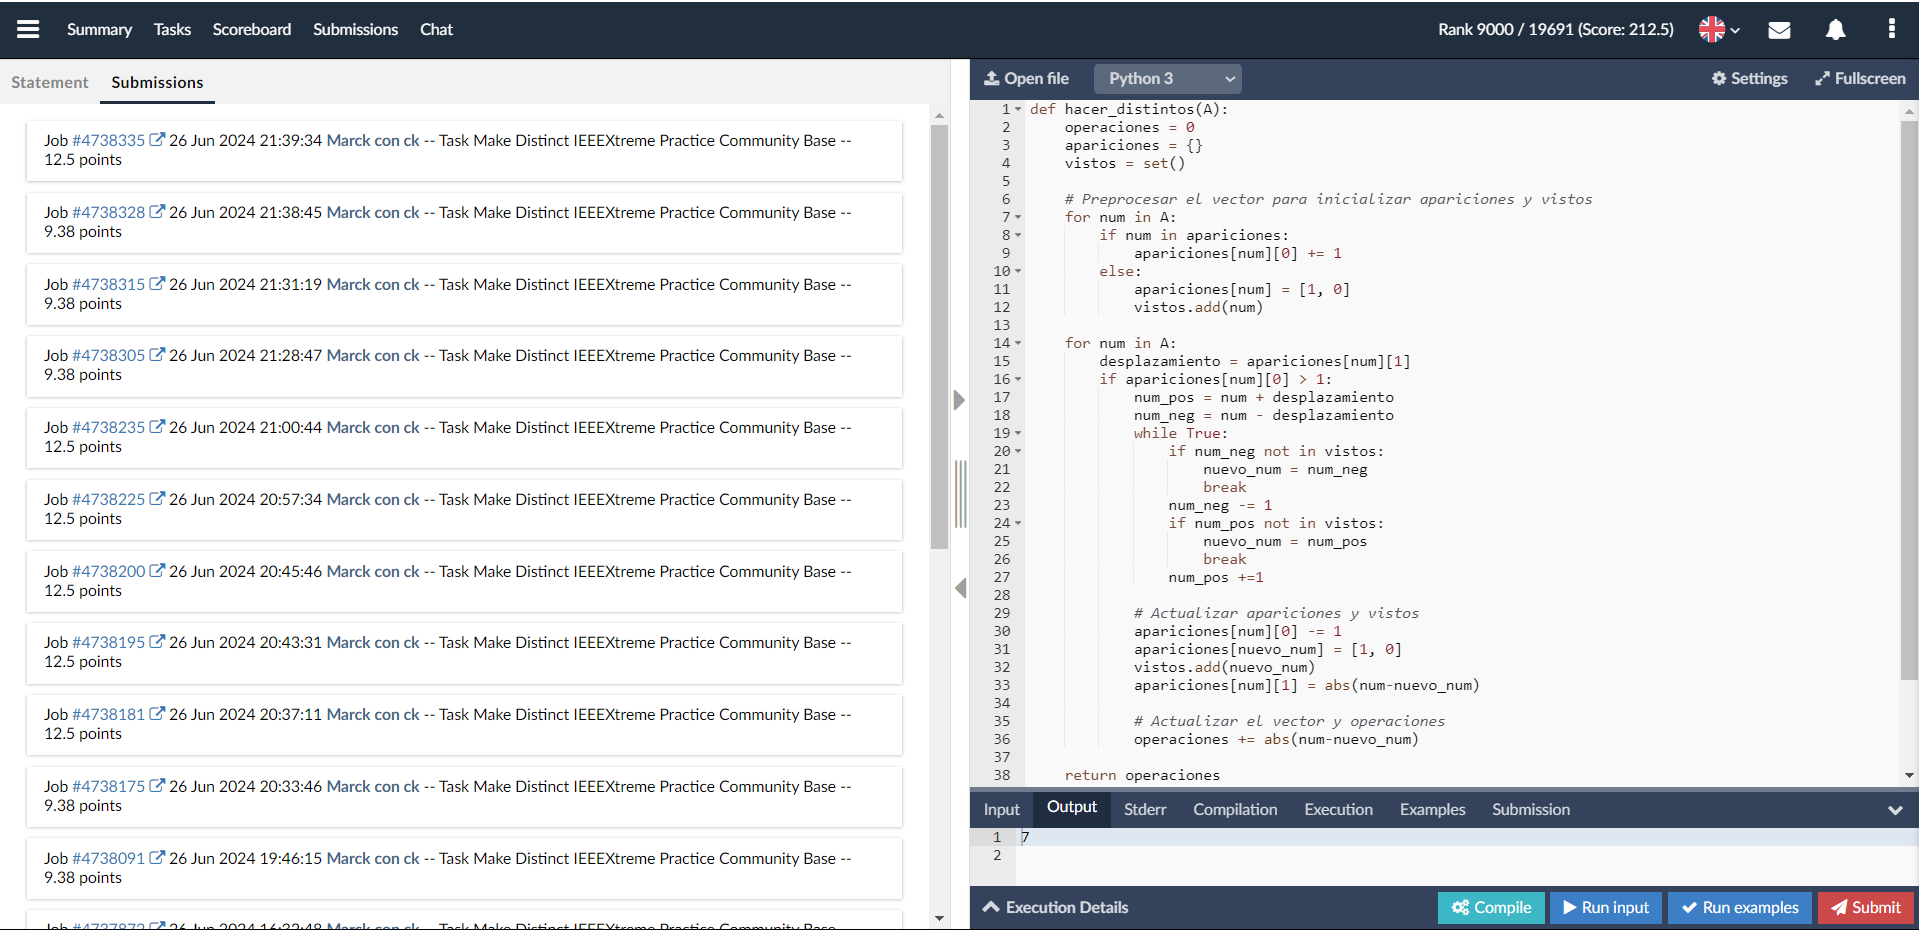 Summary Tasks Scoreboard Submissions Chat Rank 9000 / 19691 (Score: 212.5)
Statement Submissions
Job #4738335 26 Jun 2024 21:39:34 Marck con ck -- Task Make Distinct IEEEXtreme Practice Community Base --
12.5 points
Job #4738328 26 Jun 2024 21:38:45 Marck con ck -- Task Make Distinct IEEEXtreme Practice Community Base --
9.38 points
Job #4738315 26 Jun 2024 21:31:19 Marck con ck -- Task Make Distinct IEEEXtreme Practice Community Base --
9.38 points
Job #4738305 26 Jun 2024 21:28:47 Marck con ck -- Task Make Distinct IEEEXtreme Practice Community Base --
9.38 points
Job #4738235 26 Jun 2024 21:00:44 Marck con ck -- Task Make Distinct IEEEXtreme Practice Community Base --
12.5 points
Job #4738225 26 Jun 2024 20:57:34 Marck con ck -- Task Make Distinct IEEEXtreme Practice Community Base --
12.5 points
Job #4738200 26 Jun 2024 20:45:46 Marck con ck -- Task Make Distinct IEEEXtreme Practice Community Base --
12.5 points
Job #4738195 26 Jun 2024 20:43:31 Marck con ck -- Task Make Distinct IEEEXtreme Practice Community Base --
12.5 points
Job #4738181 26 Jun 2024 20:37:11 Marck con ck -- Task Make Distinct IEEEXtreme Practice Community Base --
12.5 points
Job #4738175 26 Jun 2024 20:33:46 Marck con ck -- Task Make Distinct IEEEXtreme Practice Community Base --
9.38 points
Job #4738091 26 Jun 2024 19:46:15 Marck con ck -- Task Make Distinct IEEEXtreme Practice Community Base --
9.38 points
Open file Python 3 Settings Fullscreen
1 def hacer_distintos(A):
2     operaciones = 0
3     apariciones = {}
4     vistos = set()
5
6     # Preprocesar el vector para inicializar apariciones y vistos
7     for num in A:
8         if num in apariciones:
9             apariciones[num][0] += 1
10         else:
11             apariciones[num] = [1, 0]
12             vistos.add(num)
13
14     for num in A:
15         desplazamiento = apariciones[num][1]
16         if apariciones[num][0] > 1:
17             num_pos = num + desplazamiento
18             num_neg = num - desplazamiento
19             while True:
20                 if num_neg not in vistos:
21                     nuevo_num = num_neg
22                     break
23                 num_neg -= 1
24                 if num_pos not in vistos:
25                     nuevo_num = num_pos
26                     break
27                 num_pos +=1
28
29             # Actualizar apariciones y vistos
30             apariciones[num][0] -= 1
31             apariciones[nuevo_num] = [1, 0]
32             vistos.add(nuevo_num)
33             apariciones[num][1] = abs(num-nuevo_num)
34
35             # Actualizar el vector y operaciones
36             operaciones += abs(num-nuevo_num)
37
38     return operaciones
Input Output Stderr Compilation Execution Examples Submission
1 7
2
Execution Details Compile Run input Run examples Submit